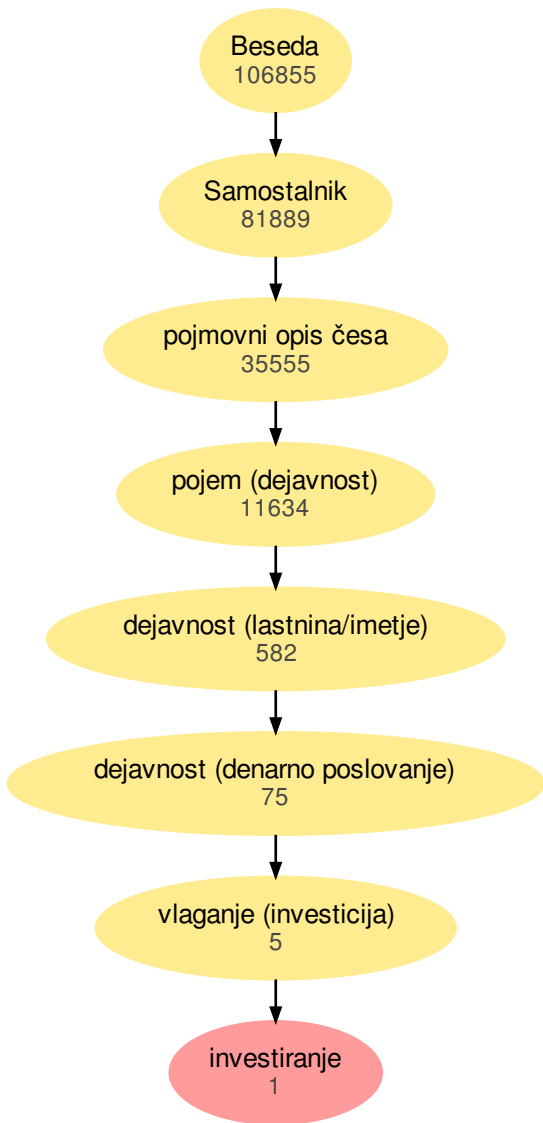 Beseda
106855
Samostalnik
81889
pojmovni opis česa
35555
pojem (dejavnost)
11634
dejavnost (lastnina/imetje)
582
dejavnost (denarno poslovanje)
75
vlaganje (investicija)
5
investiranje
1